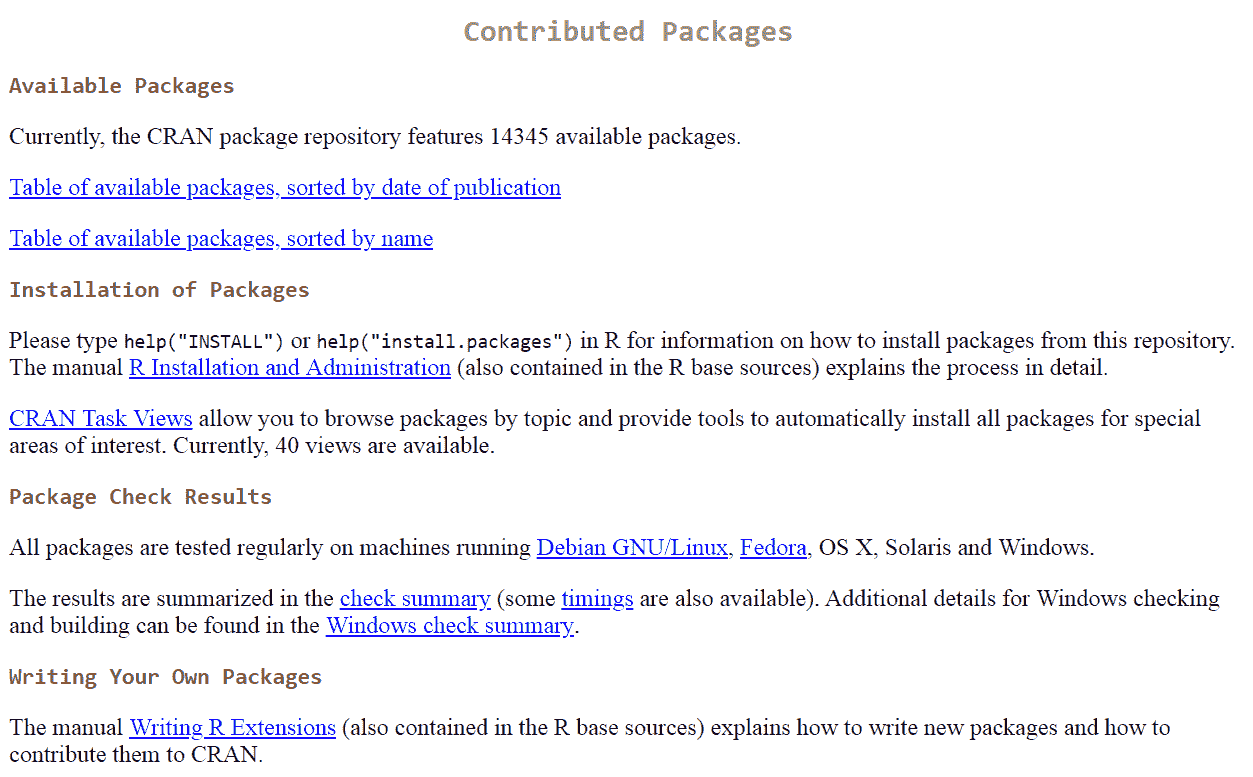 Contributed Packages
Available Packages
Currently, the CRAN package repository features 14345 available packages.
Table of available packages, sorted by date of publication
Table of available packages, sorted by name
Installation of Packages
Please type help("INSTALL") or help("install.packages") in R for information on how to install packages from this repository.
The manual R Installation and Administration (also contained in the R base sources) explains the process in detail.
CRAN Task Views allow you to browse packages by topic and provide tools to automatically install all packages for special
areas of interest. Currently, 40 views are available.
Package Check Results
All packages are tested regularly on machines running Debian GNU/Linux, Fedora, OS X, Solaris and Windows.
The results are summarized in the check summary (some timings are also available). Additional details for Windows checking
and building can be found in the Windows check summary.
Writing Your Own Packages
The manual Writing R Extensions (also contained in the R base sources) explains how to write new packages and how to
contribute them to CRAN.